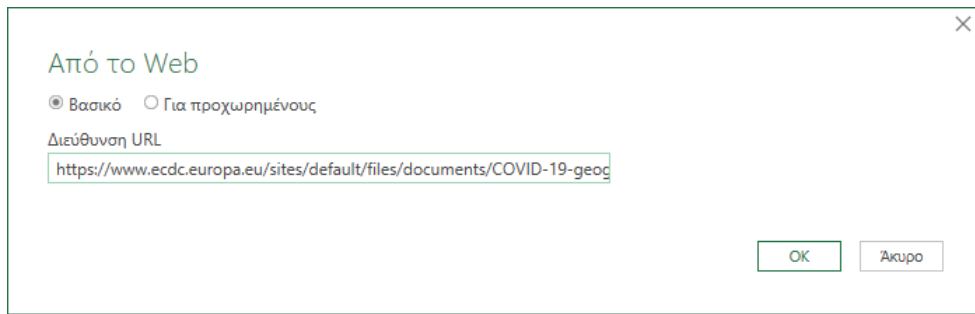 Από το Web
Βασικό Για προχωρημένους
Διεύθυνση URL
https://www.ecdc.europa.eu/sites/default/files/documents/COVID-19-geog
OK Άκυρο